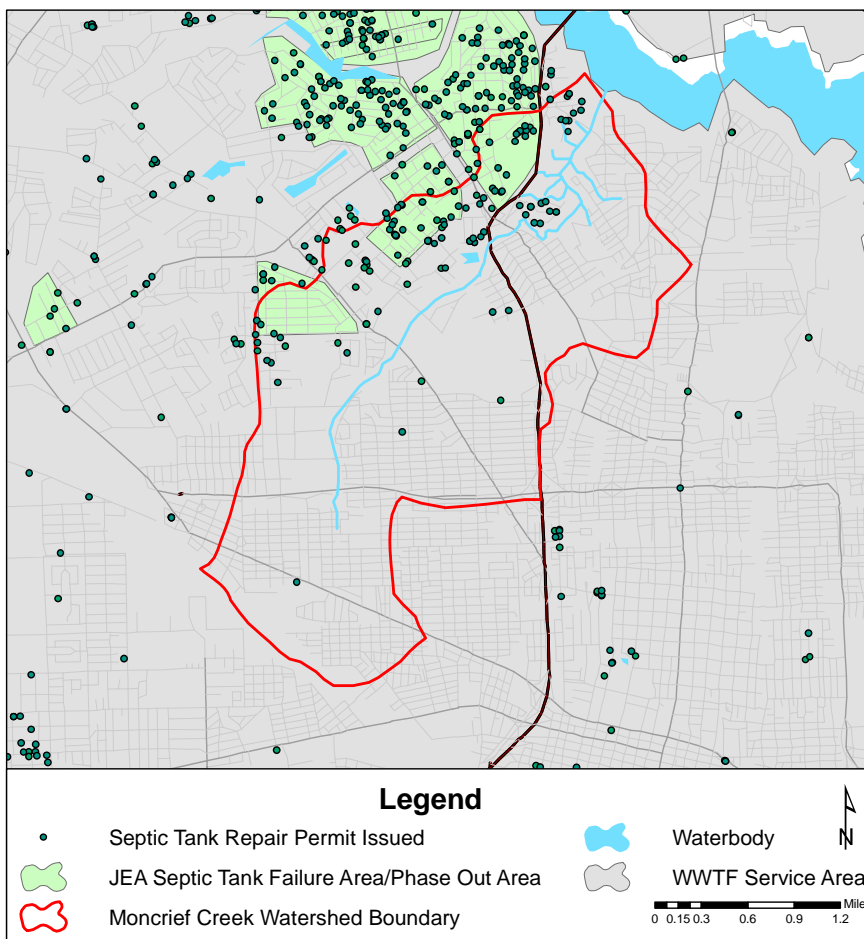 Legend
Septic Tank Repair Permit Issued
Waterbody
N
JEA Septic Tank Failure Area/Phase Out Area
WWTF Service Area
Moncrief Creek Watershed Boundary
Mile
0 0.15 0.3 0.6 0.9 1.2